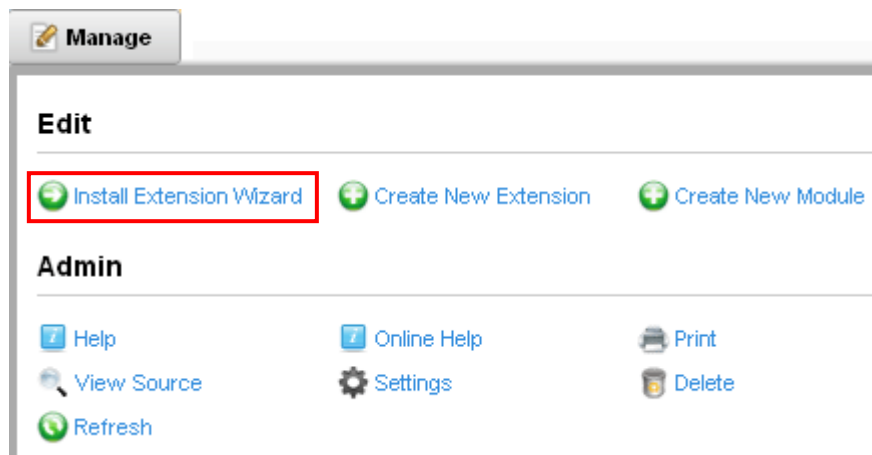 Manage
Edit
Install Extension Wizard Create New Extension Create New Module
Admin
Help Online Help Print
View Source Settings Delete
Refresh